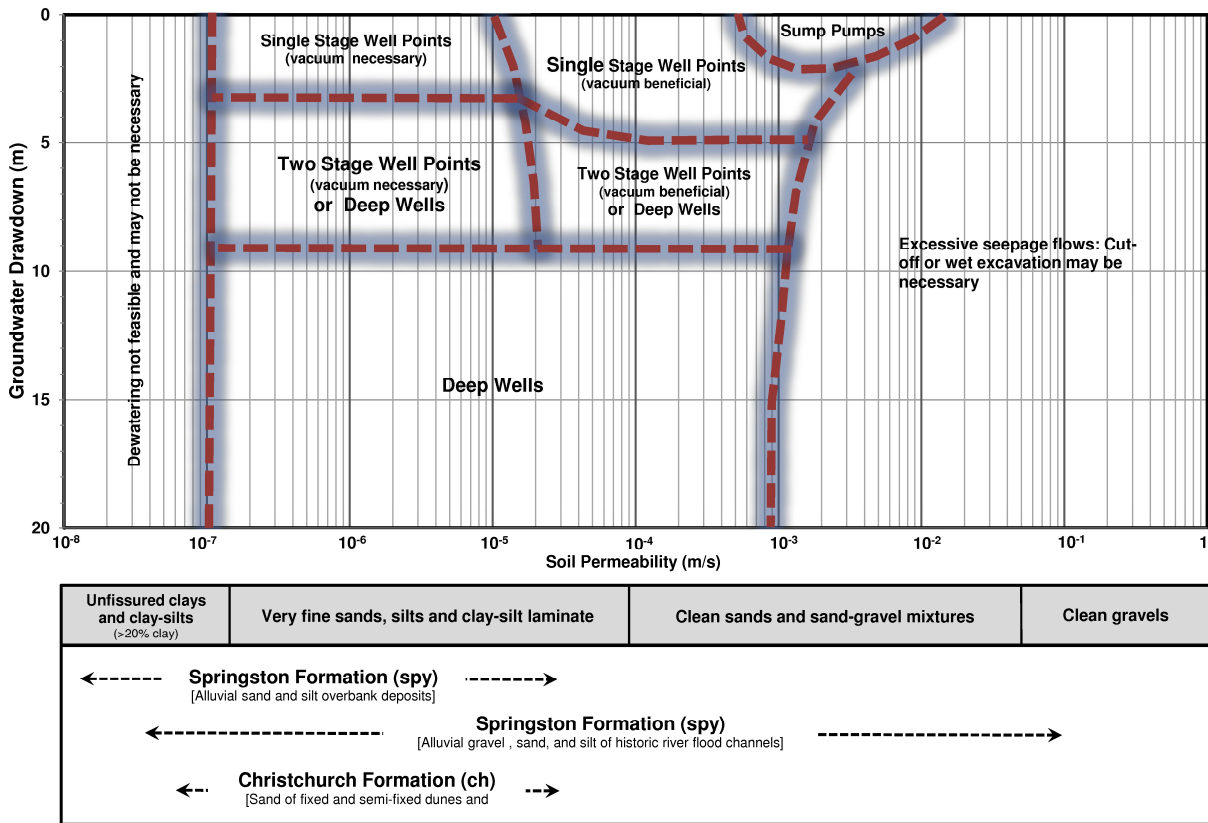 0
5
10
15
20
Groundwater Drawdown (m)
Dewatering not feasible and may not be necessary
Single Stage Well Points
(vacuum necessary)
Single Stage Well Points
(vacuum beneficial)
Sump Pumps
Two Stage Well Points
(vacuum necessary)
or Deep Wells
Two Stage Well Points
(vacuum beneficial)
or Deep Wells
Excessive seepage flows: Cut-
off or wet excavation may be
necessary
Deep Wells
10⁻⁸ 10⁻⁷ 10⁻⁶ 10⁻⁵ 10⁻⁴ 10⁻³ 10⁻² 10⁻¹ 1
Soil Permeability (m/s)
Unfissured clays
and clay-silts
(>20% clay)
Very fine sands, silts and clay-silt laminate
Clean sands and sand-gravel mixtures
Clean gravels
Springston Formation (spy)
[Alluvial sand and silt overbank deposits]
Springston Formation (spy)
[Alluvial gravel , sand, and silt of historic river flood channels]
Christchurch Formation (ch)
[Sand of fixed and semi-fixed dunes and